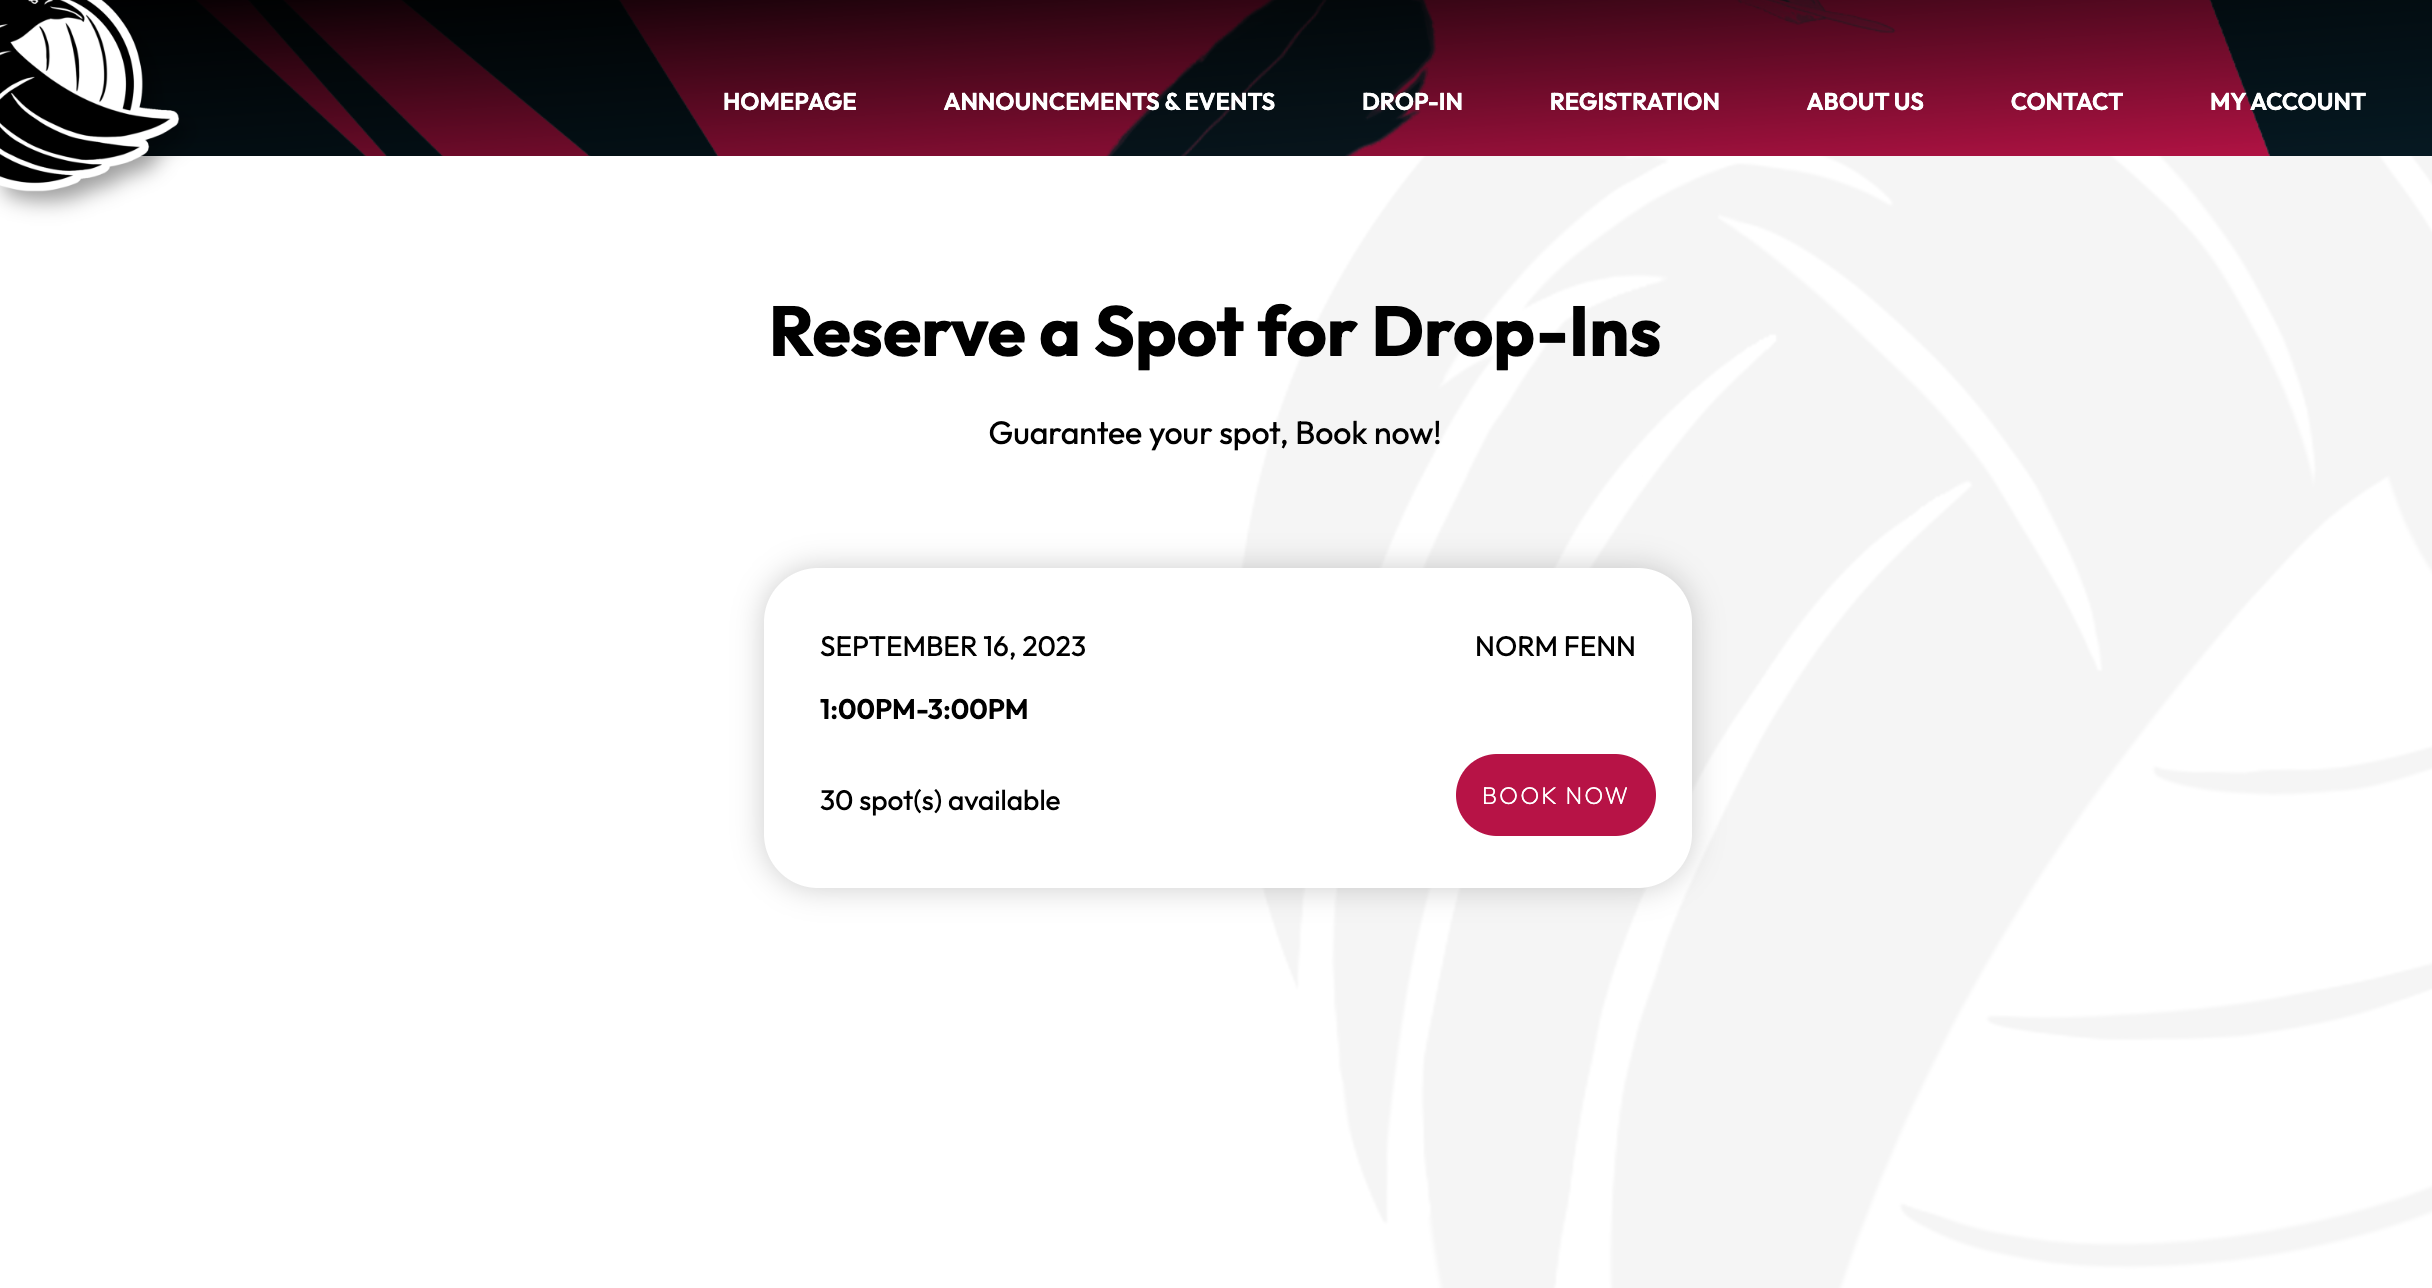 HOMEPAGE ANNOUNCEMENTS & EVENTS DROP-IN REGISTRATION ABOUT US CONTACT MY ACCOUNT
Reserve a Spot for Drop-Ins
Guarantee your spot, Book now!
SEPTEMBER 16, 2023 NORM FENN
1:00PM-3:00PM
30 spot(s) available BOOK NOW